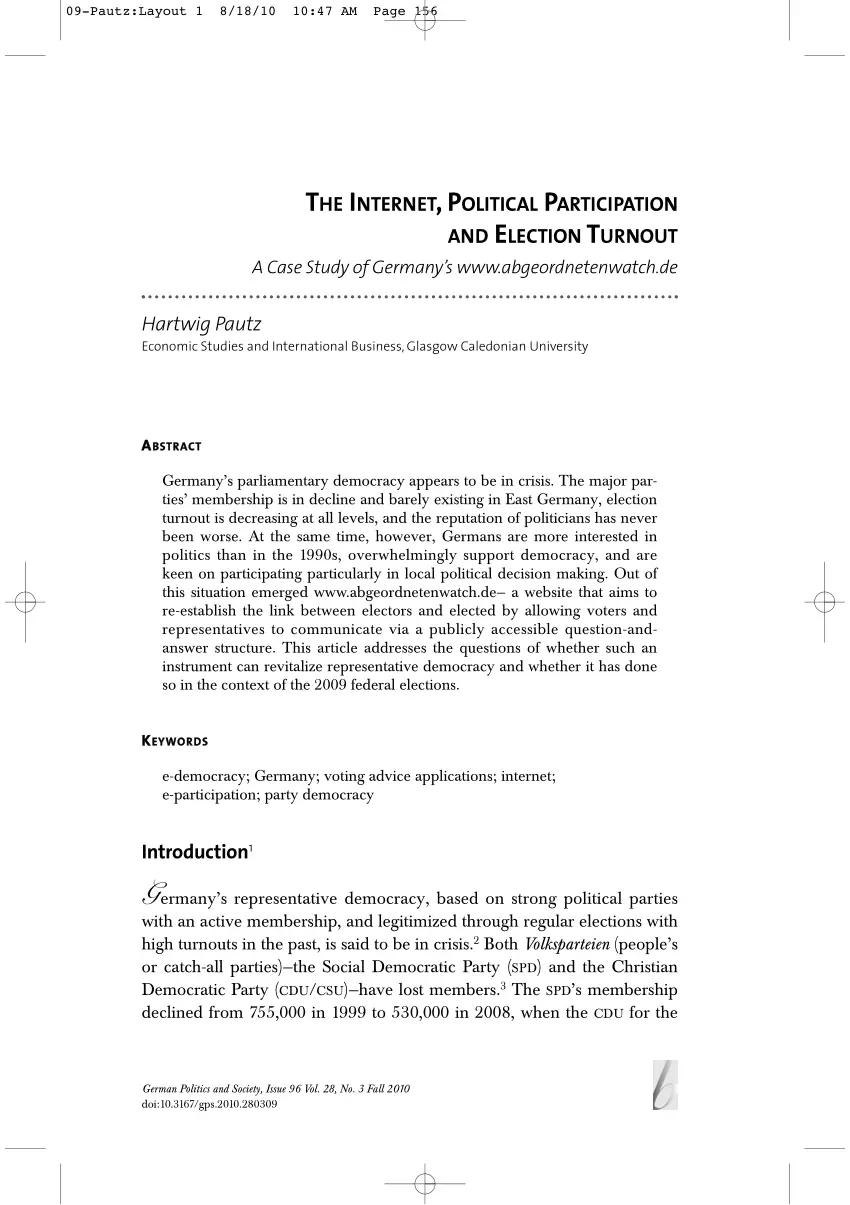 09-Pautz:Layout 1 8/18/10 10:47 AM Page 156
THE INTERNET, POLITICAL PARTICIPATION
AND ELECTION TURNOUT
A Case Study of Germany's www.abgeordnetenwatch.de
Hartwig Pautz
Economic Studies and International Business, Glasgow Caledonian University
ABSTRACT
Germany's parliamentary democracy appears to be in crisis. The major par-
ties' membership is in decline and barely existing in East Germany, election
turnout is decreasing at all levels, and the reputation of politicians has never
been worse. At the same time, however, Germans are more interested in
politics than in the 1990s, overwhelmingly support democracy, and are
keen on participating particularly in local political decision making. Out of
this situation emerged www.abgeordnetenwatch.de– a website that aims to
re-establish the link between electors and elected by allowing voters and
representatives to communicate via a publicly accessible question-and-
answer structure. This article addresses the questions of whether such an
instrument can revitalize representative democracy and whether it has done
so in the context of the 2009 federal elections.
KEYWORDS
e-democracy; Germany; voting advice applications; internet;
e-participation; party democracy
Introduction1
Germany's representative democracy, based on strong political parties
with an active membership, and legitimized through regular elections with
high turnouts in the past, is said to be in crisis.2 Both Volksparteien (people's
or catch-all parties)–the Social Democratic Party (SPD) and the Christian
Democratic Party (CDU/CSU)–have lost members.3 The SPD's membership
declined from 755,000 in 1999 to 530,000 in 2008, when the CDU for the
German Politics and Society, Issue 96 Vol. 28, No. 3 Fall 2010
doi:10.3167/gps.2010.280309
b